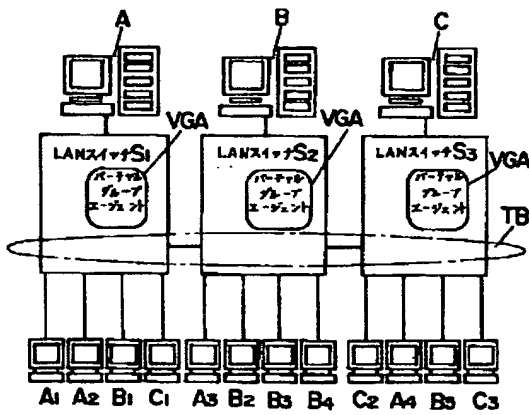 A
B
C
VGA
VGA
VGA
LANスイッチS1
LANスイッチS2
LANスイッチS3
バーチャル
グループ
エージェント
バーチャル
グループ
エージェント
バーチャル
グループ
エージェント
TB
A1 A2 B1 C1 A3 B2 B3 B4 C2 A4 B5 C3